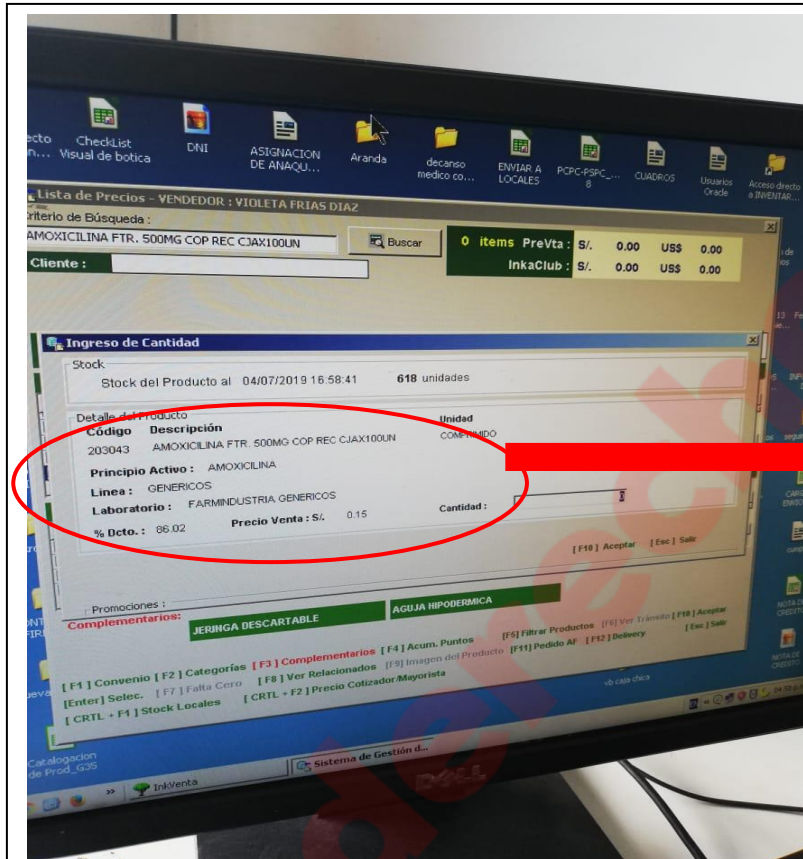 CheckList
Visual de botica
DNI
ASIGNACION
DE ANAQU...
Aranda
decanso
medico co...
ENVIAR A
LOCALES
PCPC-PSPC_...
8
CUADROS
Usuarios
Oracle
Acceso directo
a INVENTAR...
Lista de Precios - VENDEDOR : VIOLETA FRIAS DIAZ
Criterio de Búsqueda :
AMOXICILINA FTR. 500MG COP REC CJAX100UN
Buscar
0 items PreVta : S/. 0.00 US$ 0.00
InkaClub : S/. 0.00 US$ 0.00
Cliente :
Ingreso de Cantidad
Stock
Stock del Producto al 04/07/2019 16:58:41 618 unidades
Detalle del Producto
Código Descripción Unidad
203043 AMOXICILINA FTR. 500MG COP REC CJAX100UN COMPRIMIDO
Principio Activo : AMOXICILINA
Linea : GENERICOS
Laboratorio : FARMINDUSTRIA GENERICOS
% Dcto. : 86.02 Precio Venta : S/. 0.15 Cantidad :
[ F10 ] Aceptar [ Esc ] Salir
Promociones :
Complementarios:
JERINGA DESCARTABLE
AGUJA HIPODERMICA
[ F1 ] Convenio [ F2 ] Categorías [ F3 ] Complementarios [ F4 ] Acum. Puntos [F5] Filtrar Productos [F6] Ver Tránsito [ F10 ] Aceptar
[Enter] Selec. [ F7 ] Falta Cero [ F8 ] Ver Relacionados [F9] Imagen del Producto [F11] Pedido AF [ F12 ] Delivery [ Esc ] Salir
[ CRTL + F1 ] Stock Locales [ CRTL + F2 ] Precio Cotizador/Mayorista
vb caja chica
NOTA DE
CREDITO
Catalogacion
de Prod_G35
InkVenta
Sistema de Gestión d...
DELL